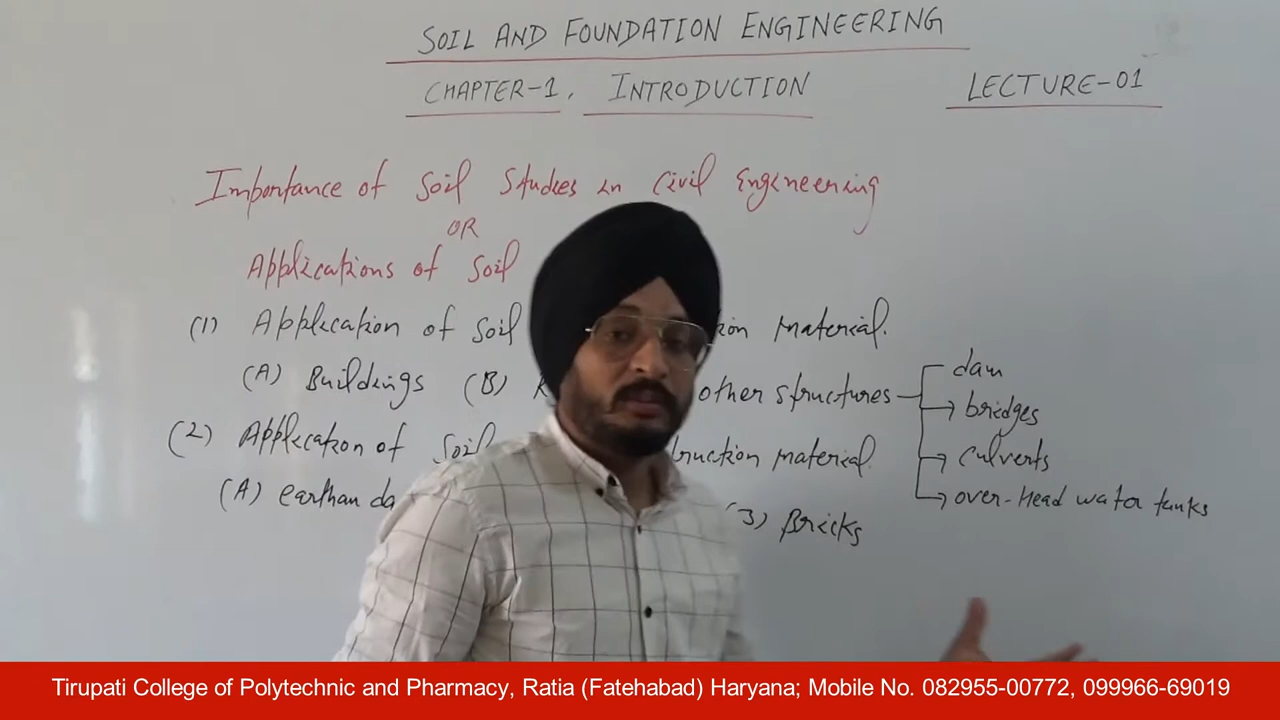 SOIL AND FOUNDATION ENGINEERING
CHAPTER-1, INTRODUCTION LECTURE-01
Importance of Soil Studies in Civil Engineering
OR
Applications of Soil
(1) Application of Soil material.
(A) Buildings (B) other structures
dam
bridges
culverts
over-Head water tanks
(2) Application of Soil material
(A) earthan (3) Bricks
Tirupati College of Polytechnic and Pharmacy, Ratia (Fatehabad) Haryana; Mobile No. 082955-00772, 099966-69019